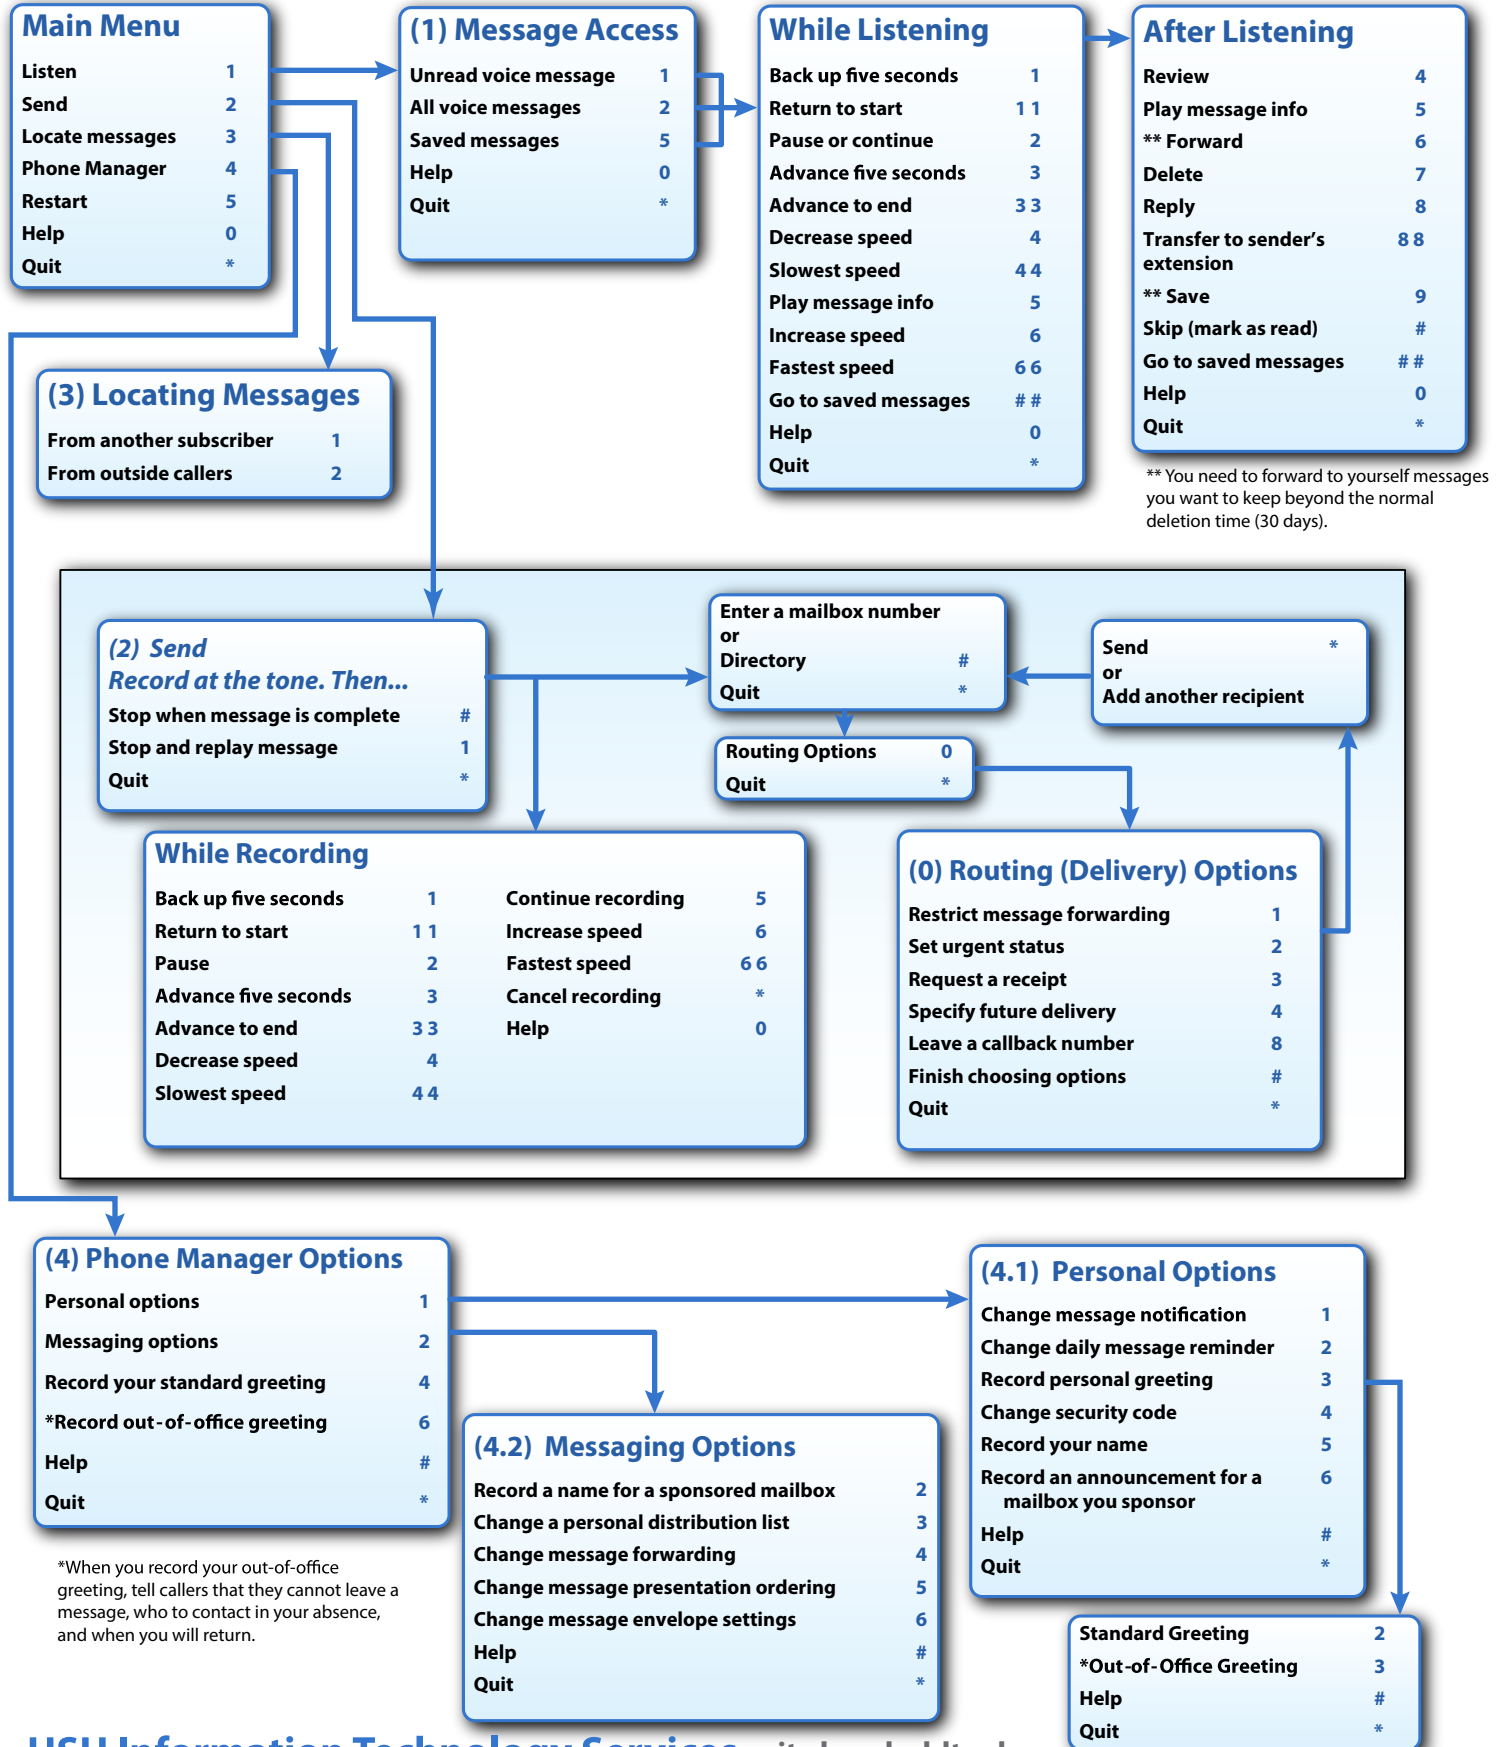 Main Menu
Listen 1
Send 2
Locate messages 3
Phone Manager 4
Restart 5
Help 0
Quit *
(1) Message Access
Unread voice message 1
All voice messages 2
Saved messages 5
Help 0
Quit *
While Listening
Back up five seconds 1
Return to start 1 1
Pause or continue 2
Advance five seconds 3
Advance to end 3 3
Decrease speed 4
Slowest speed 4 4
Play message info 5
Increase speed 6
Fastest speed 6 6
Go to saved messages # #
Help 0
Quit *
After Listening
Review 4
Play message info 5
** Forward 6
Delete 7
Reply 8
Transfer to sender's 8 8
extension
** Save 9
Skip (mark as read) #
Go to saved messages # #
Help 0
Quit *
** You need to forward to yourself messages
you want to keep beyond the normal
deletion time (30 days).
(3) Locating Messages
From another subscriber 1
From outside callers 2
(2) Send
Record at the tone. Then...
Stop when message is complete #
Stop and replay message 1
Quit *
Enter a mailbox number
or
Directory #
Quit *
Send *
or
Add another recipient
Routing Options 0
Quit *
While Recording
Back up five seconds 1
Return to start 1 1
Pause 2
Advance five seconds 3
Advance to end 3 3
Decrease speed 4
Slowest speed 4 4
Continue recording 5
Increase speed 6
Fastest speed 6 6
Cancel recording *
Help 0
(0) Routing (Delivery) Options
Restrict message forwarding 1
Set urgent status 2
Request a receipt 3
Specify future delivery 4
Leave a callback number 8
Finish choosing options #
Quit *
(4) Phone Manager Options
Personal options 1
Messaging options 2
Record your standard greeting 4
*Record out-of-office greeting 6
Help #
Quit *
*When you record your out-of-office
greeting, tell callers that they cannot leave a
message, who to contact in your absence,
and when you will return.
(4.2) Messaging Options
Record a name for a sponsored mailbox 2
Change a personal distribution list 3
Change message forwarding 4
Change message presentation ordering 5
Change message envelope settings 6
Help #
Quit *
(4.1) Personal Options
Change message notification 1
Change daily message reminder 2
Record personal greeting 3
Change security code 4
Record your name 5
Record an announcement for a 6
mailbox you sponsor
Help #
Quit *
Standard Greeting 2
*Out-of-Office Greeting 3
Help #
Quit *
Information Technology Services